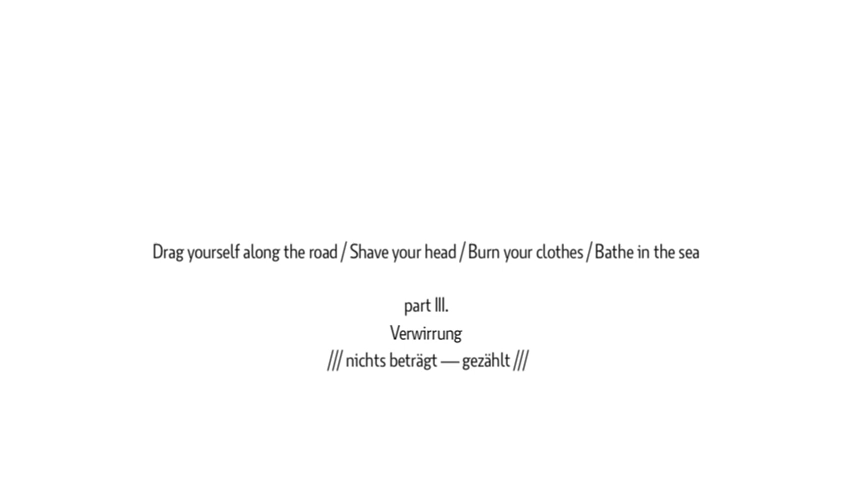 Drag yourself along the road / Shave your head / Burn your clothes / Bathe in the sea
part III.
Verwirrung
/// nichts beträgt — gezählt ///